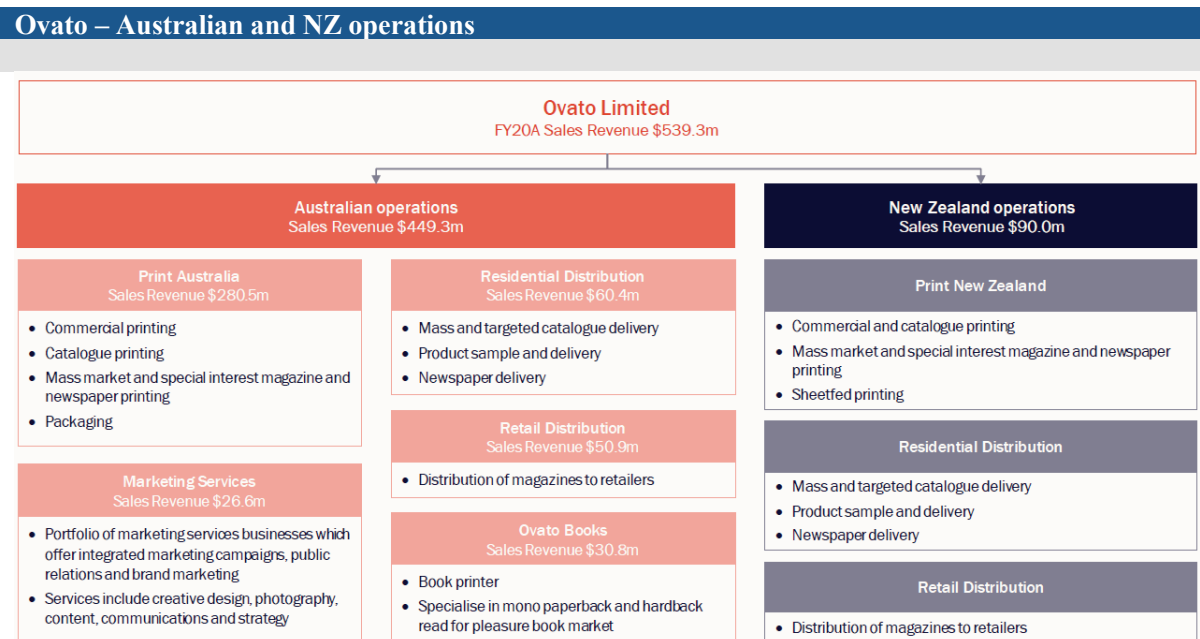 Ovato – Australian and NZ operations
Ovato Limited
FY20A Sales Revenue $539.3m
Australian operations
Sales Revenue $449.3m
Print Australia
Sales Revenue $280.5m
• Commercial printing
• Catalogue printing
• Mass market and special interest magazine and
newspaper printing
• Packaging
Marketing Services
Sales Revenue $26.6m
• Portfolio of marketing services businesses which
offer integrated marketing campaigns, public
relations and brand marketing
• Services include creative design, photography,
content, communications and strategy
Residential Distribution
Sales Revenue $60.4m
• Mass and targeted catalogue delivery
• Product sample and delivery
• Newspaper delivery
Retail Distribution
Sales Revenue $50.9m
• Distribution of magazines to retailers
Ovato Books
Sales Revenue $30.8m
• Book printer
• Specialise in mono paperback and hardback
read for pleasure book market
New Zealand operations
Sales Revenue $90.0m
Print New Zealand
• Commercial and catalogue printing
• Mass market and special interest magazine and newspaper
printing
• Sheetfed printing
Residential Distribution
• Mass and targeted catalogue delivery
• Product sample and delivery
• Newspaper delivery
Retail Distribution
• Distribution of magazines to retailers